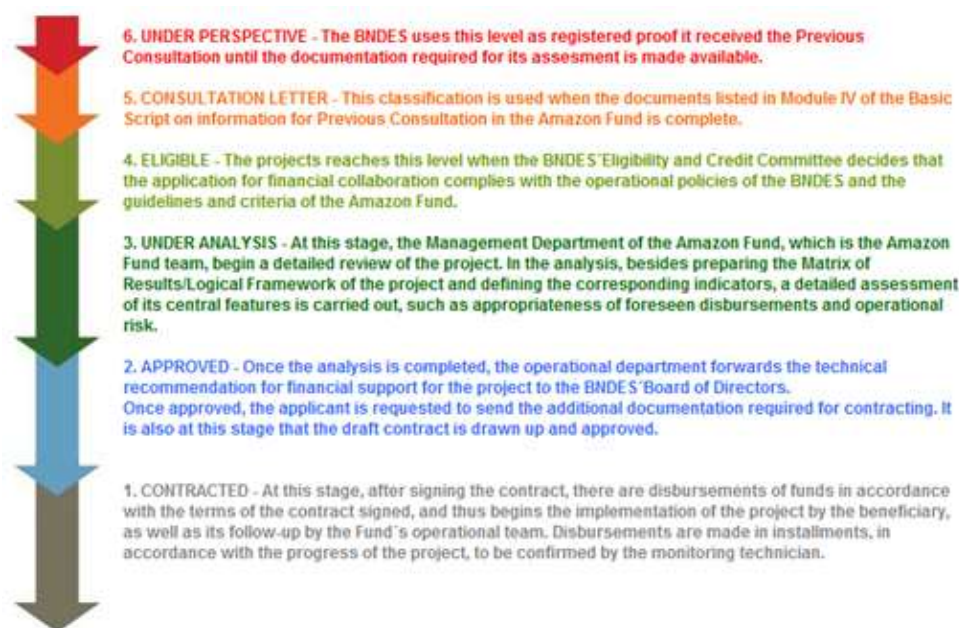 6. UNDER PERSPECTIVE - The BNDES uses this level as registered proof it received the Previous
Consultation until the documentation required for its assesment is made available.
5. CONSULTATION LETTER - This classification is used when the documents listed in Module IV of the Basic
Script on information for Previous Consultation in the Amazon Fund is complete.
4. ELIGIBLE - The projects reaches this level when the BNDES´Eligibility and Credit Committee decides that
the application for financial collaboration complies with the operational policies of the BNDES and the
guidelines and criteria of the Amazon Fund.
3. UNDER ANALYSIS - At this stage, the Management Department of the Amazon Fund, which is the Amazon
Fund team, begin a detailed review of the project. In the analysis, besides preparing the Matrix of
Results/Logical Framework of the project and defining the corresponding indicators, a detailed assessment
of its central features is carried out, such as appropriateness of foreseen disbursements and operational
risk.
2. APPROVED - Once the analysis is completed, the operational department forwards the technical
recommendation for financial support for the project to the BNDES´Board of Directors.
Once approved, the applicant is requested to send the additional documentation required for contracting. It
is also at this stage that the draft contract is drawn up and approved.
1. CONTRACTED - At this stage, after signing the contract, there are disbursements of funds in accordance
with the terms of the contract signed, and thus begins the implementation of the project by the beneficiary,
as well as its follow-up by the Fund´s operational team. Disbursements are made in installments, in
accordance with the progress of the project, to be confirmed by the monitoring technician.